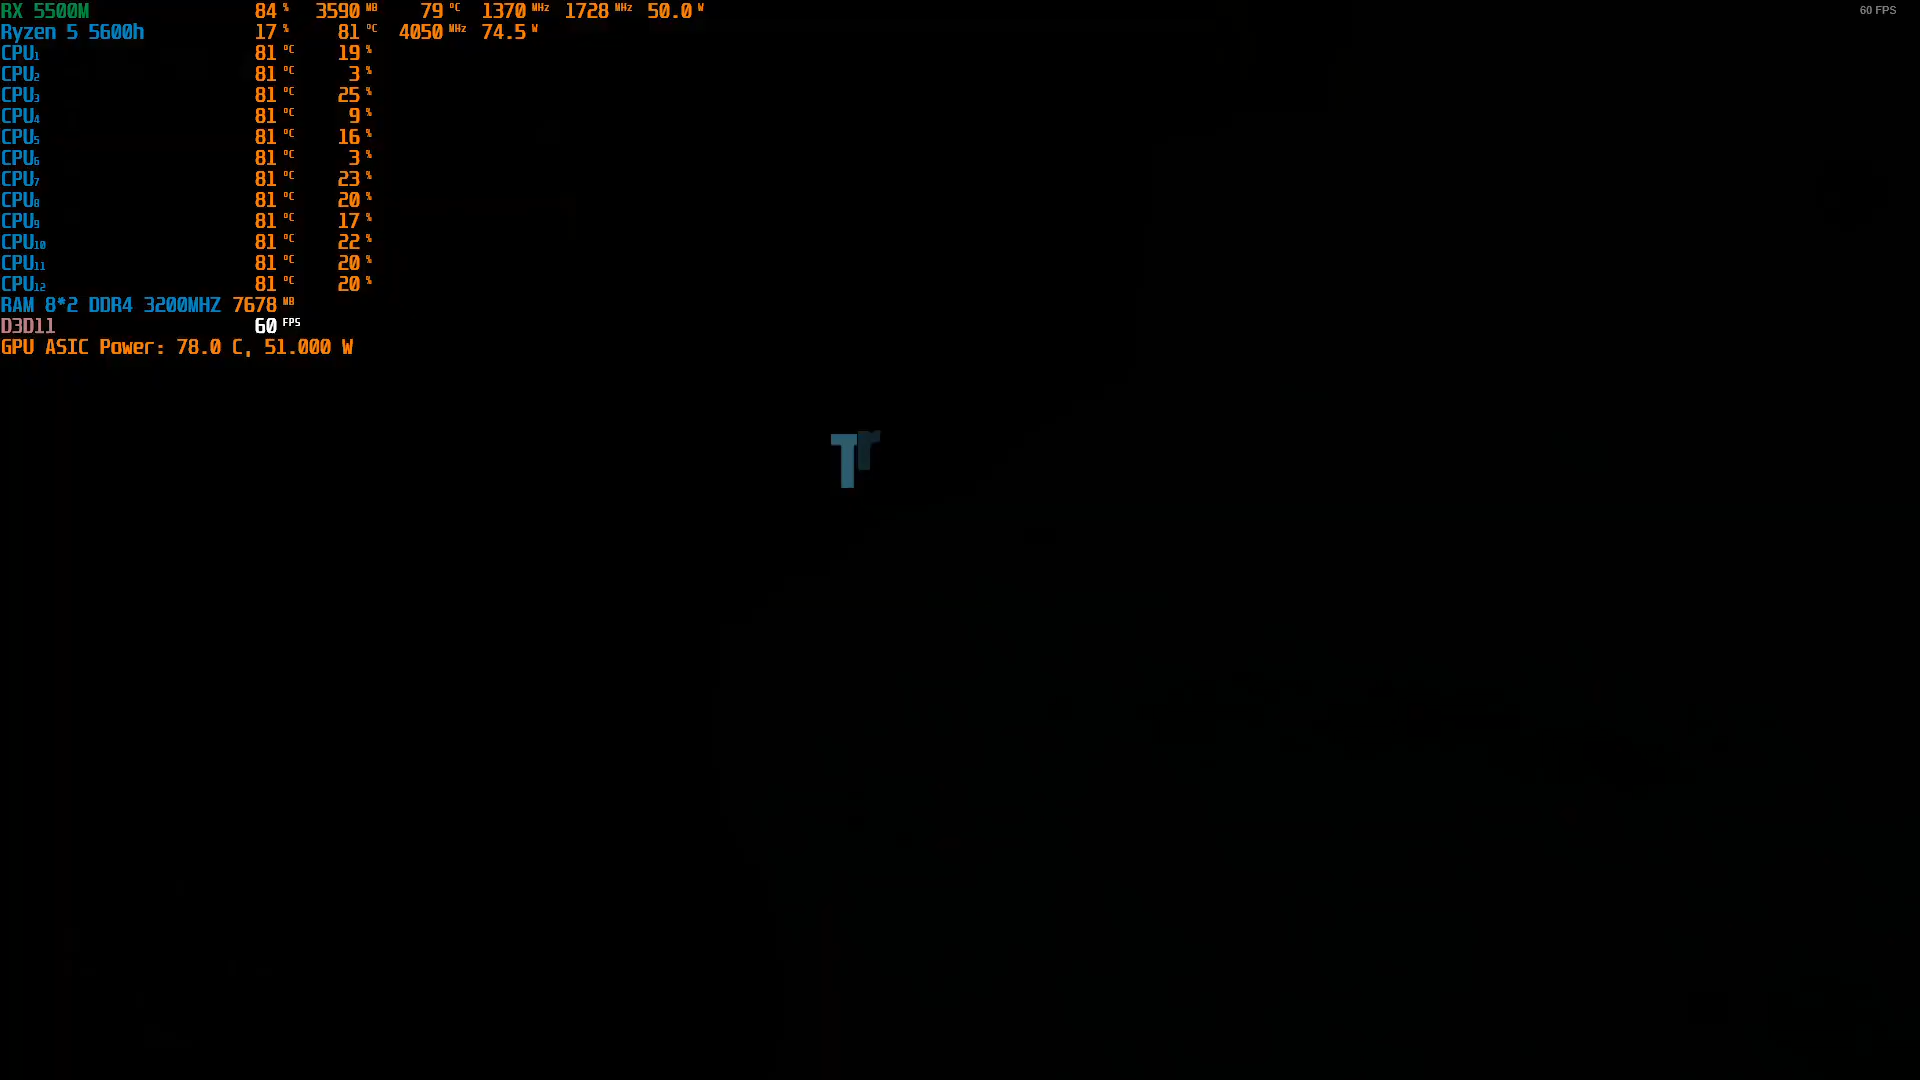 RX 5500M 84 % 3590 MB 79 °C 1370 MHz 1728 MHz 50.0 W 60 FPS
Ryzen 5 5600h 17 % 81 °C 4050 MHz 74.5 W
CPU1 81 °C 19 %
CPU2 81 °C 3 %
CPU3 81 °C 25 %
CPU4 81 °C 9 %
CPU5 81 °C 16 %
CPU6 81 °C 3 %
CPU7 81 °C 23 %
CPU8 81 °C 20 %
CPU9 81 °C 17 %
CPU10 81 °C 22 %
CPU11 81 °C 20 %
CPU12 81 °C 20 %
RAM 8*2 DDR4 3200MHZ 7678 MB
D3D11 60 FPS
GPU ASIC Power: 78.0 C, 51.000 W
Tr